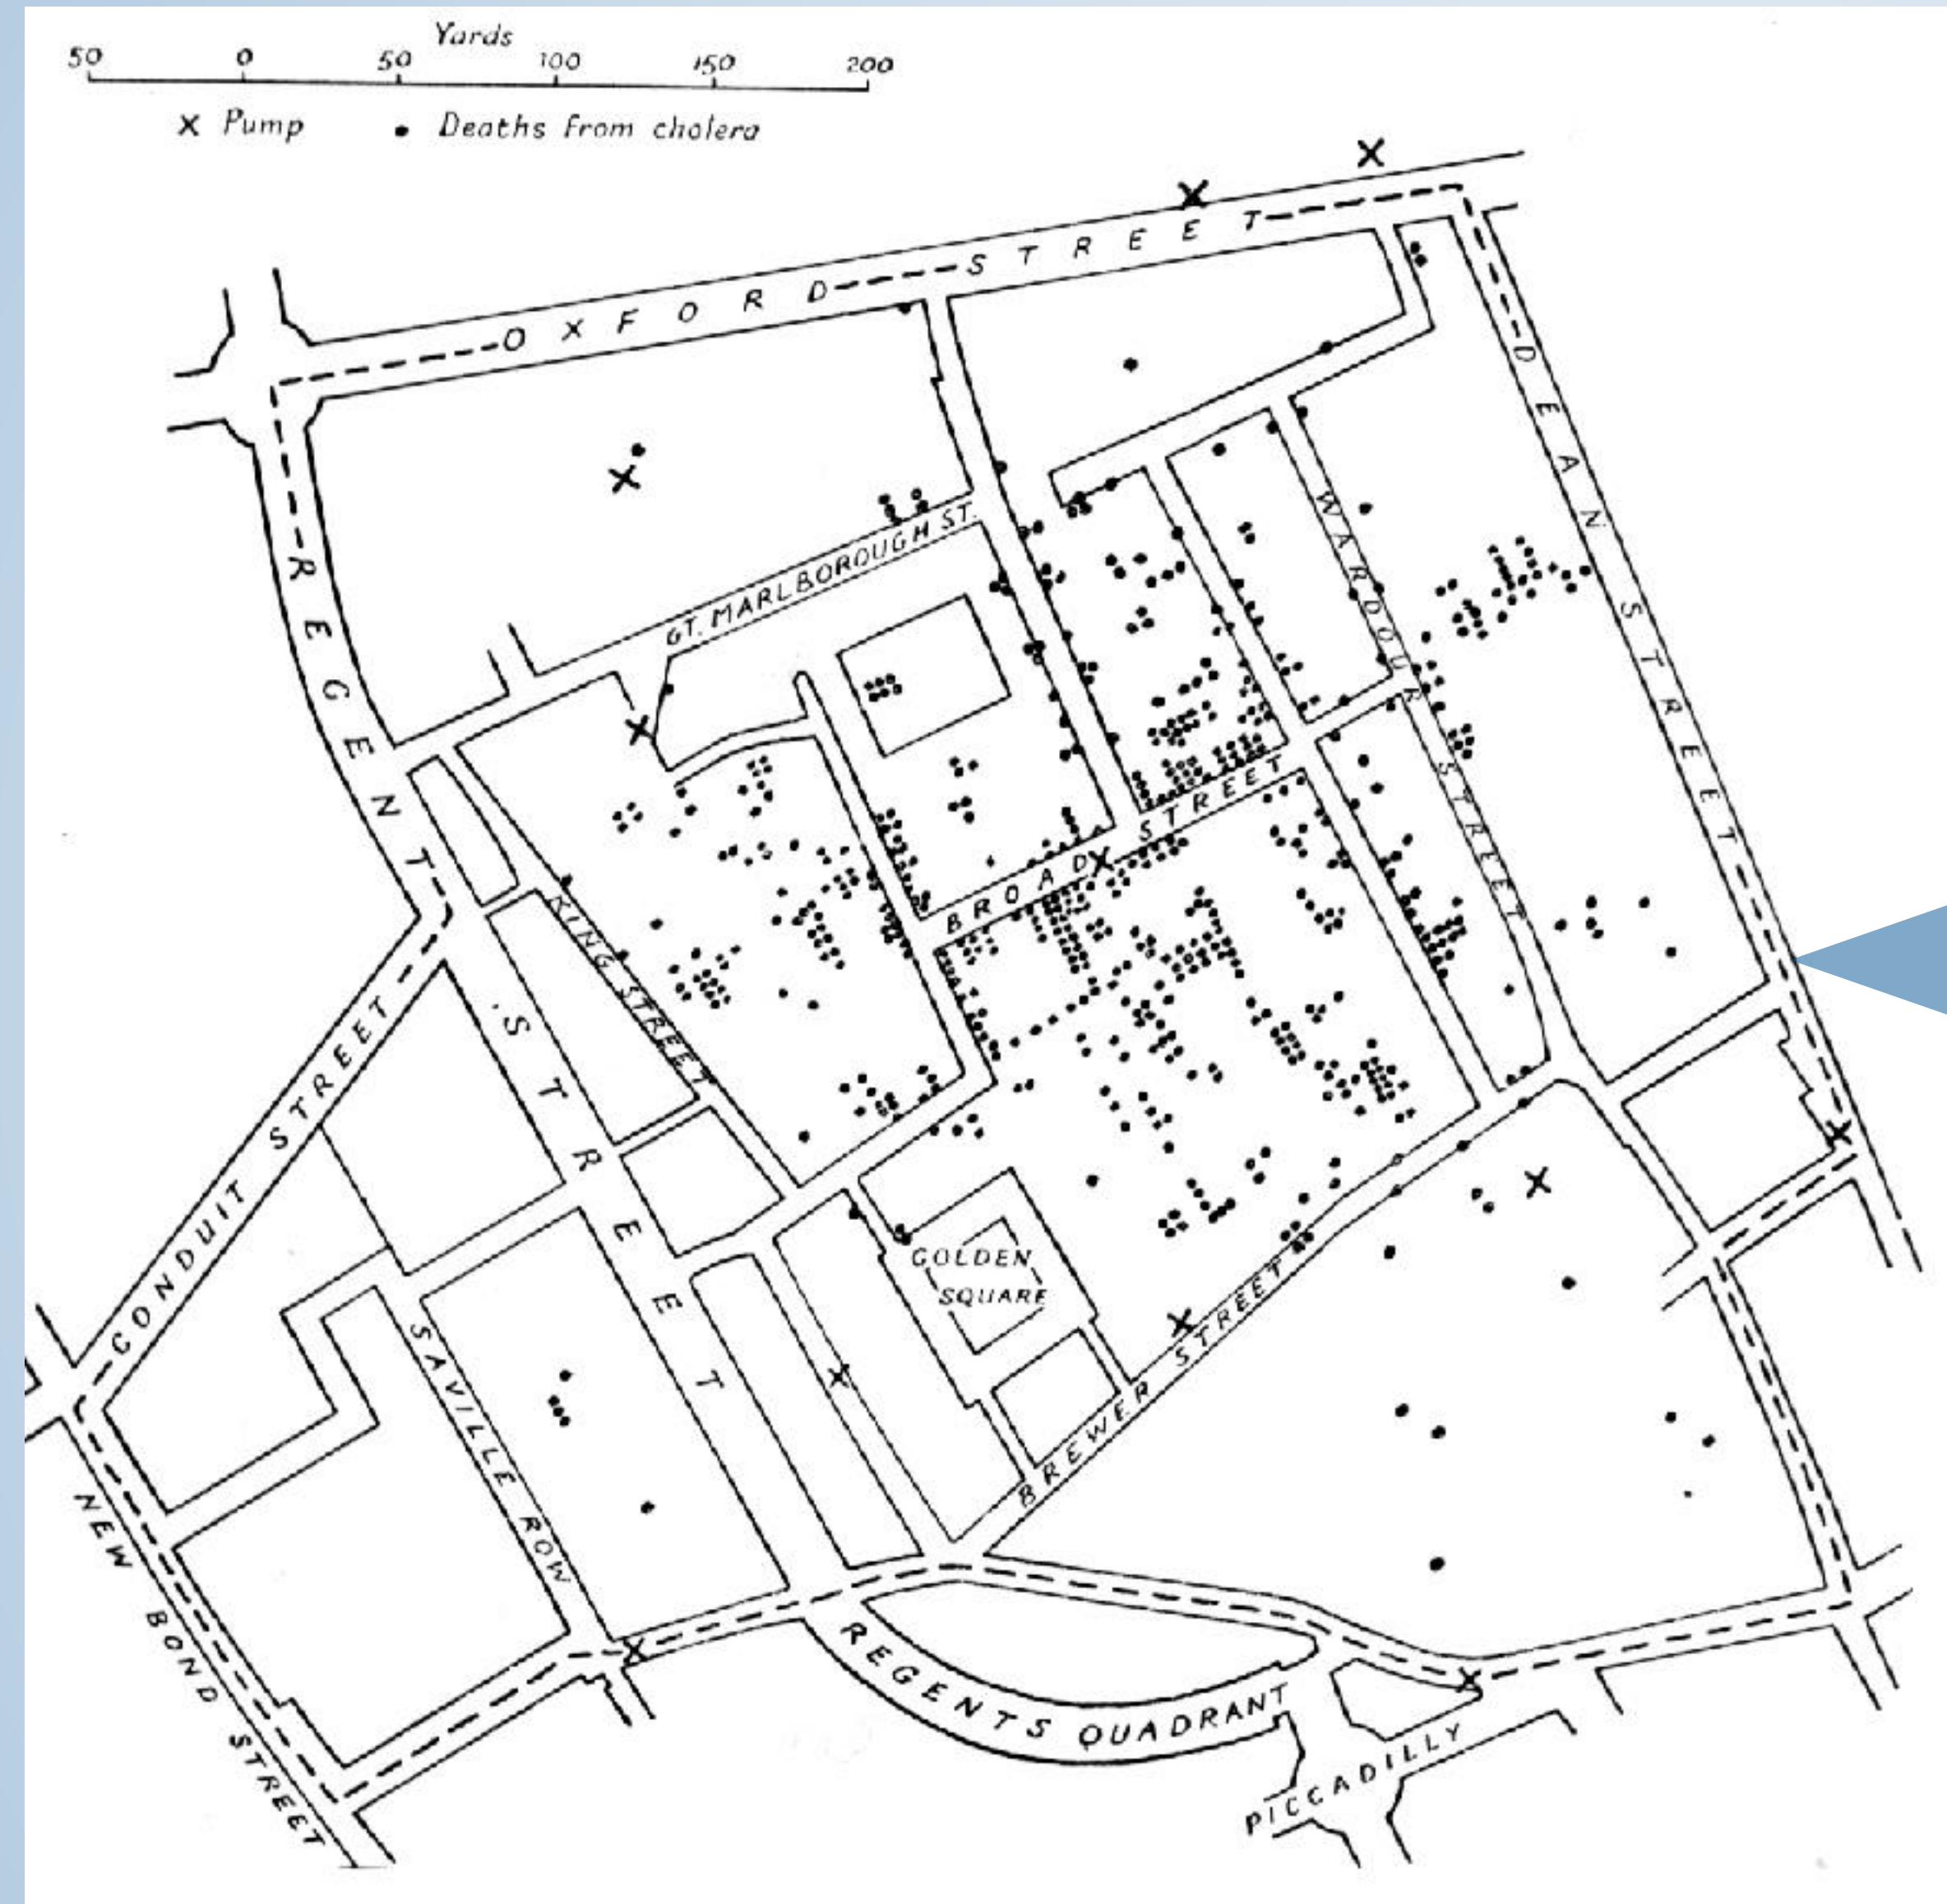 Yards
50 0 50 100 150 200
X Pump • Deaths from cholera
OXFORD STREET
DEAN STREET
WARDOUR STREET
GT. MARLBOROUGH ST.
REGENT STREET
BROAD STREET
KING STREET
CONDUIT STREET
GOLDEN
SQUARE
SAVILLE ROW
BREWER STREET
NEW BOND STREET
REGENTS QUADRANT
PICCADILLY